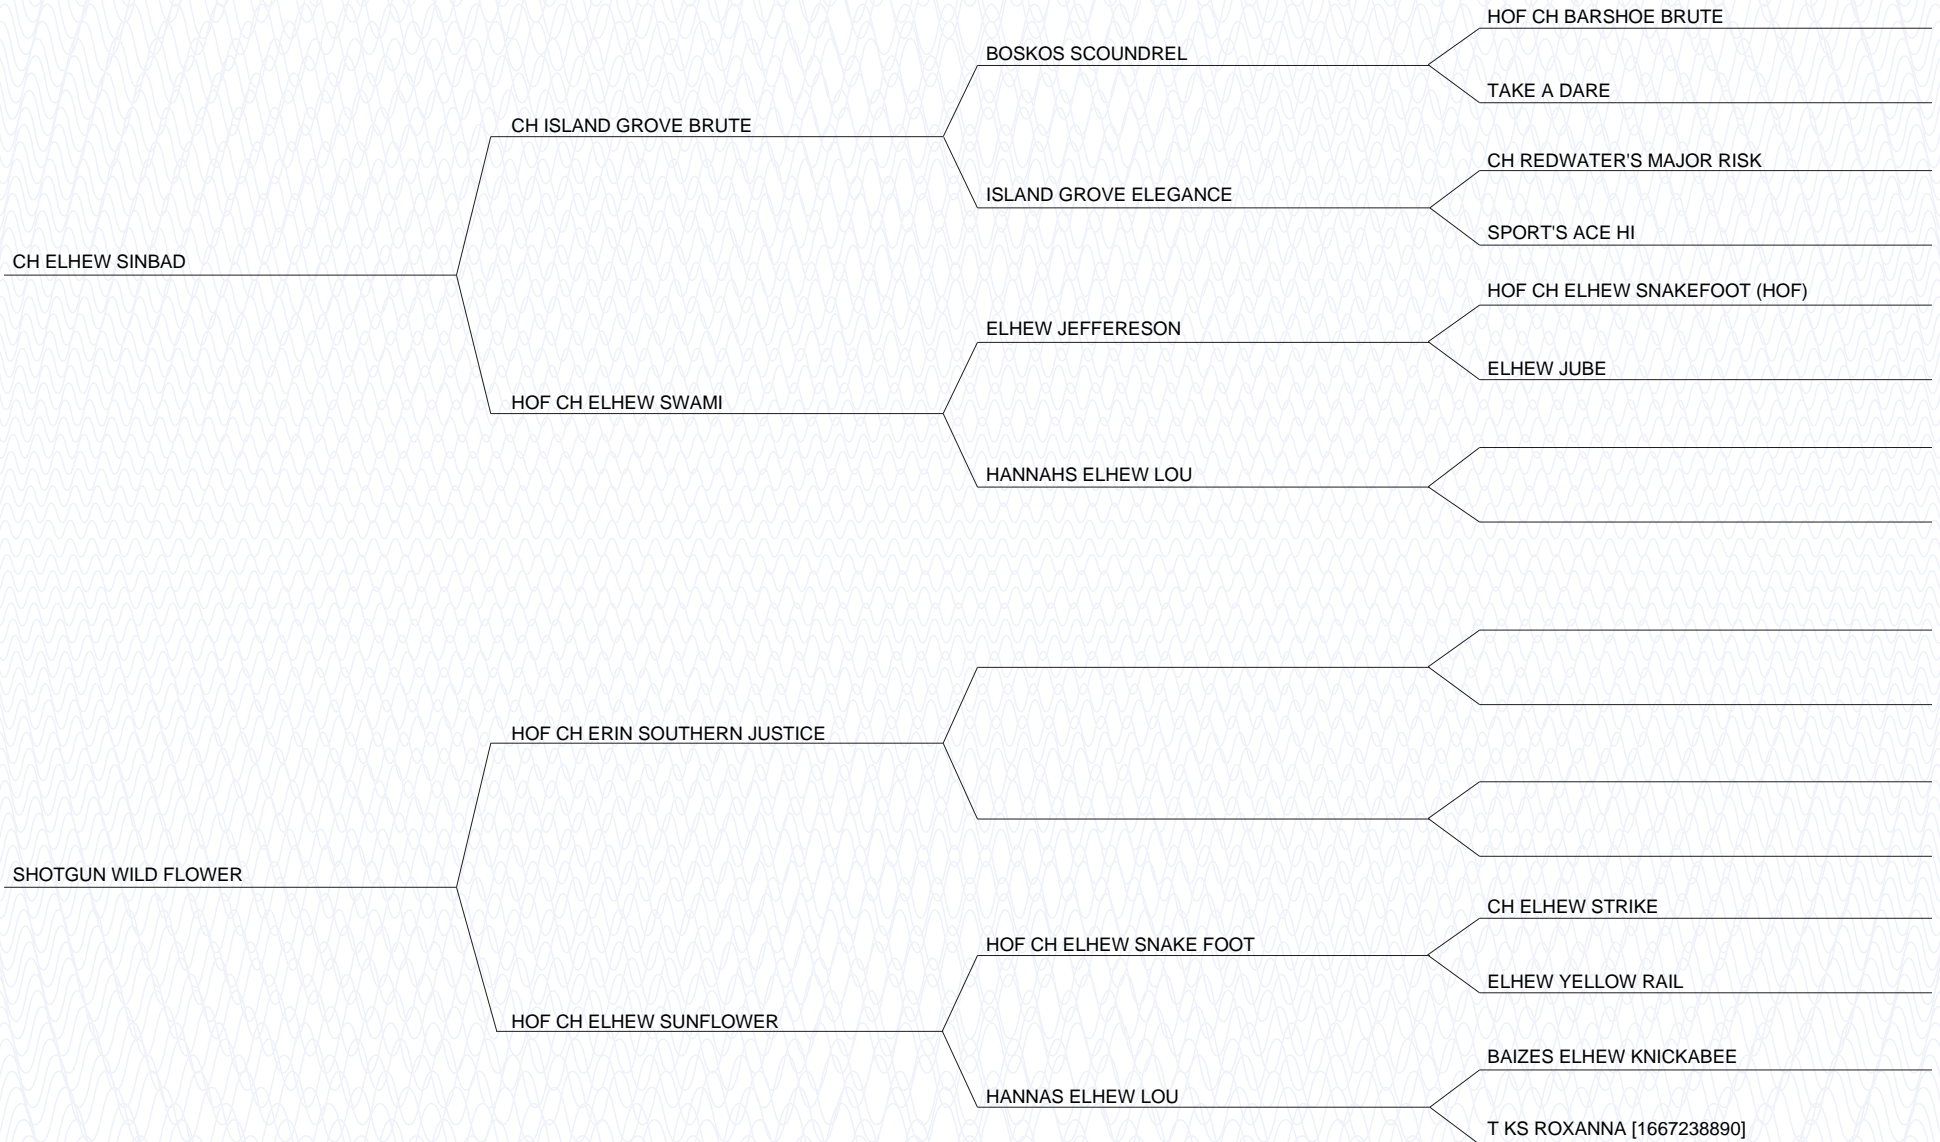 HOF CH BARSHOE BRUTE
BOSKOS SCOUNDREL
TAKE A DARE
CH ISLAND GROVE BRUTE
CH REDWATER'S MAJOR RISK
ISLAND GROVE ELEGANCE
SPORT'S ACE HI
CH ELHEW SINBAD
HOF CH ELHEW SNAKEFOOT (HOF)
ELHEW JEFFERESON
ELHEW JUBE
HOF CH ELHEW SWAMI
HANNAHS ELHEW LOU
HOF CH ERIN SOUTHERN JUSTICE
SHOTGUN WILD FLOWER
CH ELHEW STRIKE
HOF CH ELHEW SNAKE FOOT
ELHEW YELLOW RAIL
HOF CH ELHEW SUNFLOWER
BAIZES ELHEW KNICKABEE
HANNAS ELHEW LOU
T KS ROXANNA [1667238890]